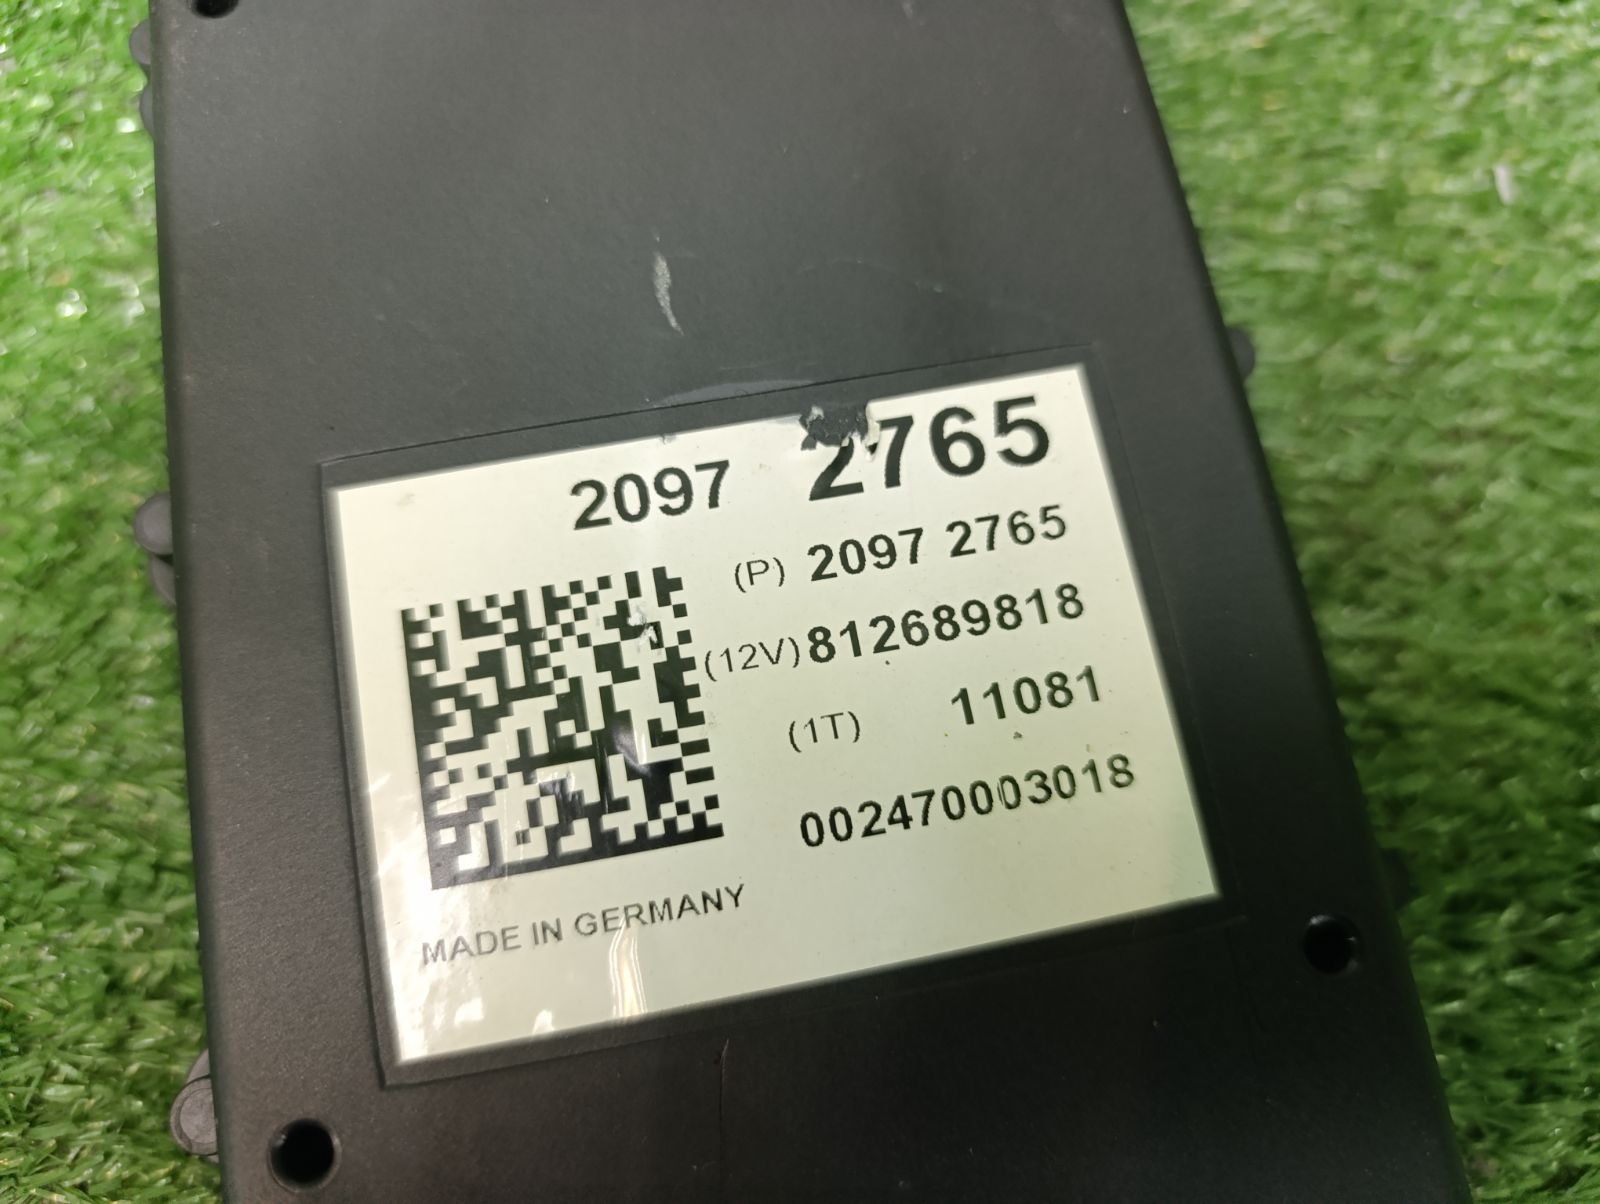 2097 2765
(P) 2097 2765
(12V) 812689818
(1T) 11081
002470003018
MADE IN GERMANY